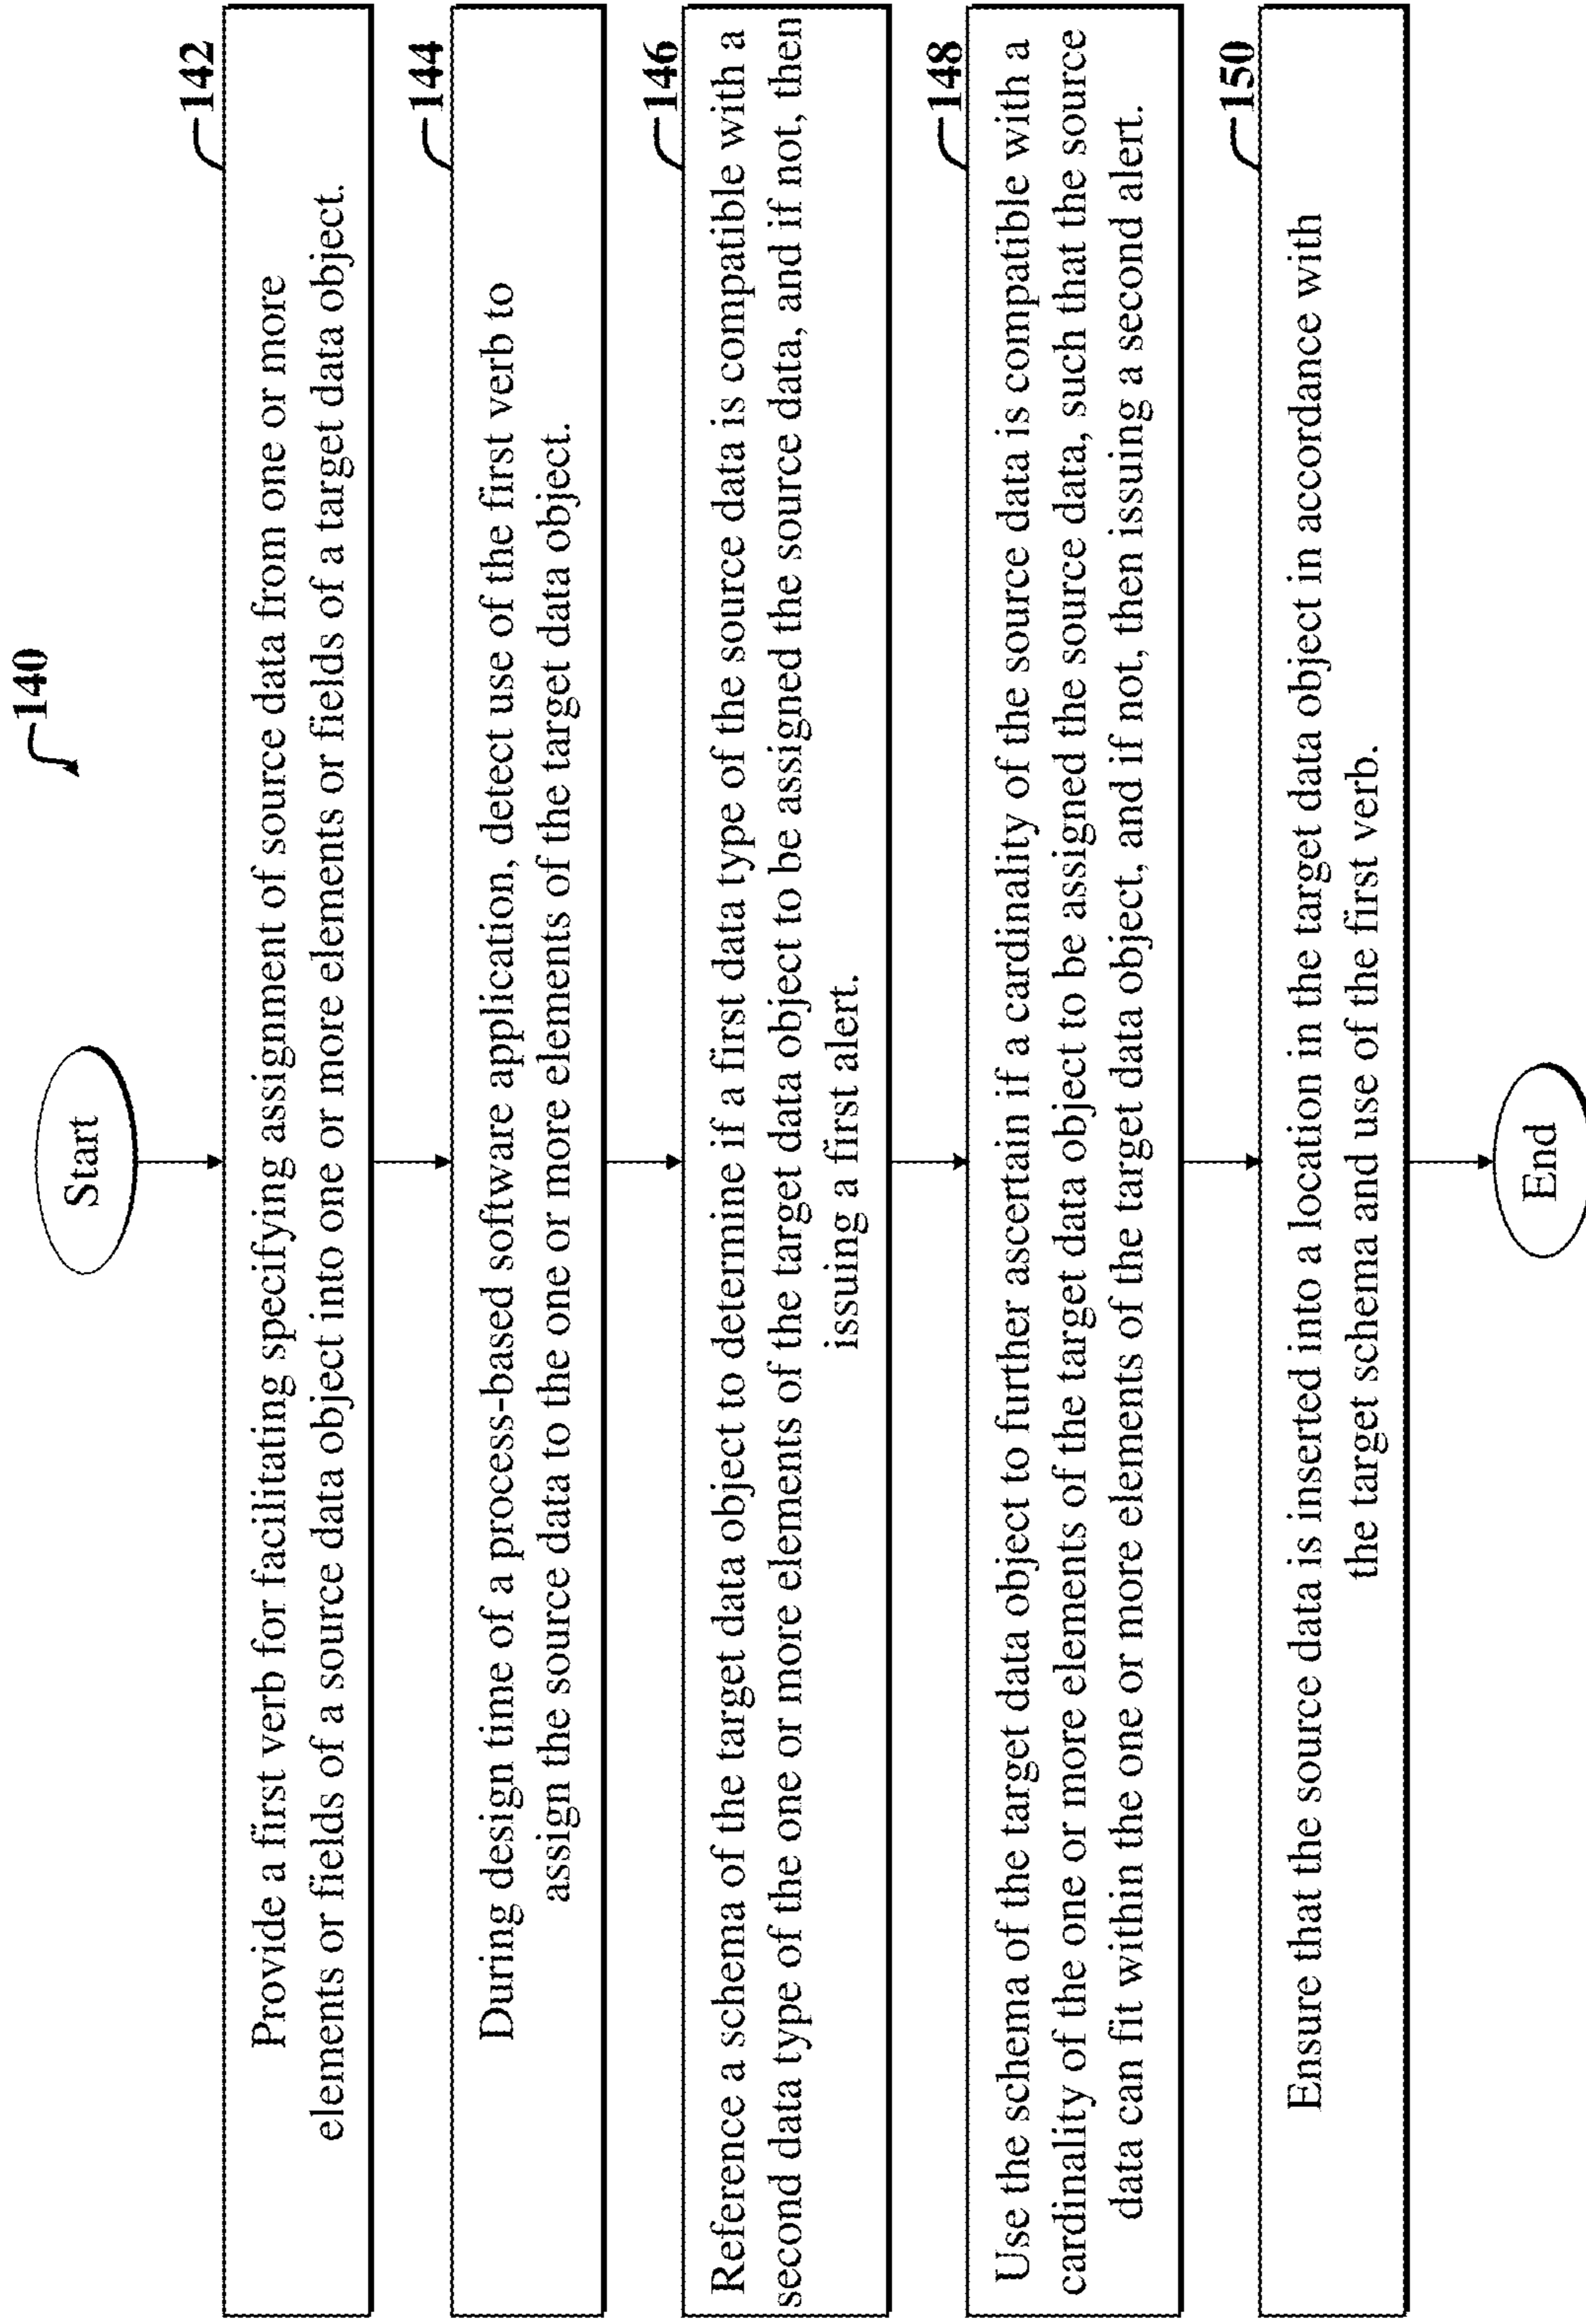 140
Start
142
Provide a first verb for facilitating specifying assignment of source data from one or more
elements or fields of a source data object into one or more elements or fields of a target data object.
144
During design time of a process-based software application, detect use of the first verb to
assign the source data to the one or more elements of the target data object.
146
Reference a schema of the target data object to determine if a first data type of the source data is compatible with a
second data type of the one or more elements of the target data object to be assigned the source data, and if not, then
issuing a first alert.
148
Use the schema of the target data object to further ascertain if a cardinality of the source data is compatible with a
cardinality of the one or more elements of the target data object to be assigned the source data, such that the source
data can fit within the one or more elements of the target data object, and if not, then issuing a second alert.
150
Ensure that the source data is inserted into a location in the target data object in accordance with
the target schema and use of the first verb.
End